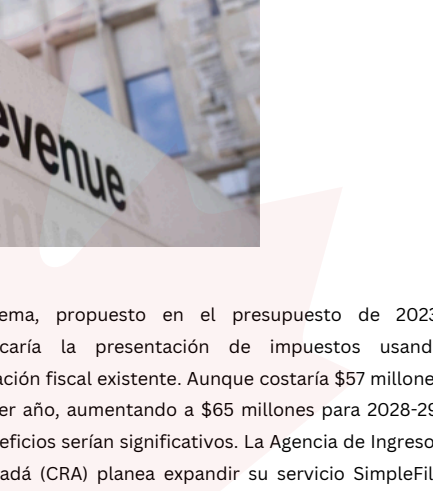 evenue
ema, propuesto en el presupuesto de 2023
caría la presentación de impuestos usand
ación fiscal existente. Aunque costaría $57 millone
er año, aumentando a $65 millones para 2028-29
eficios serían significativos. La Agencia de Ingreso
adá (CRA) planea expandir su servicio SimpleFil